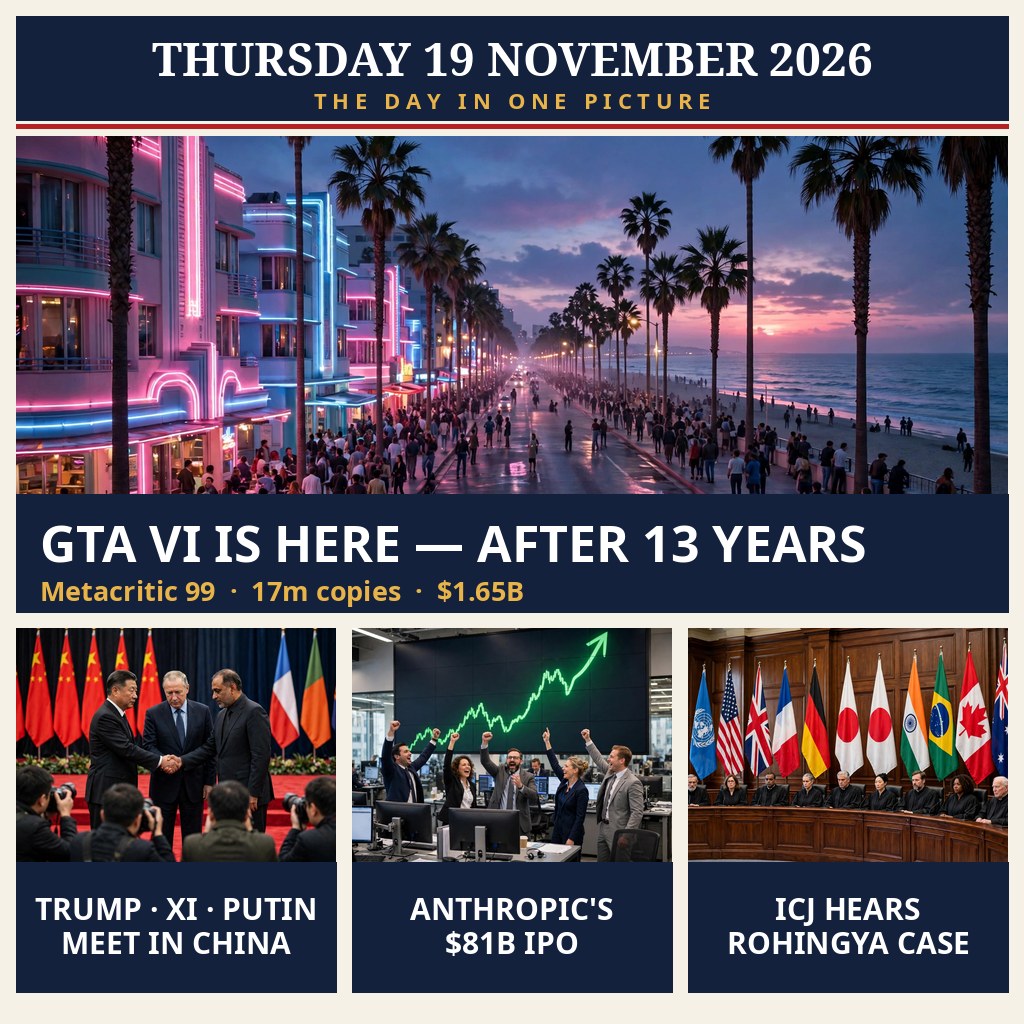 THURSDAY 19 NOVEMBER 2026
THE DAY IN ONE PICTURE
GTA VI IS HERE — AFTER 13 YEARS
Metacritic 99 · 17m copies · $1.65B
TRUMP · XI · PUTIN
MEET IN CHINA
ANTHROPIC'S
$81B IPO
ICJ HEARS
ROHINGYA CASE